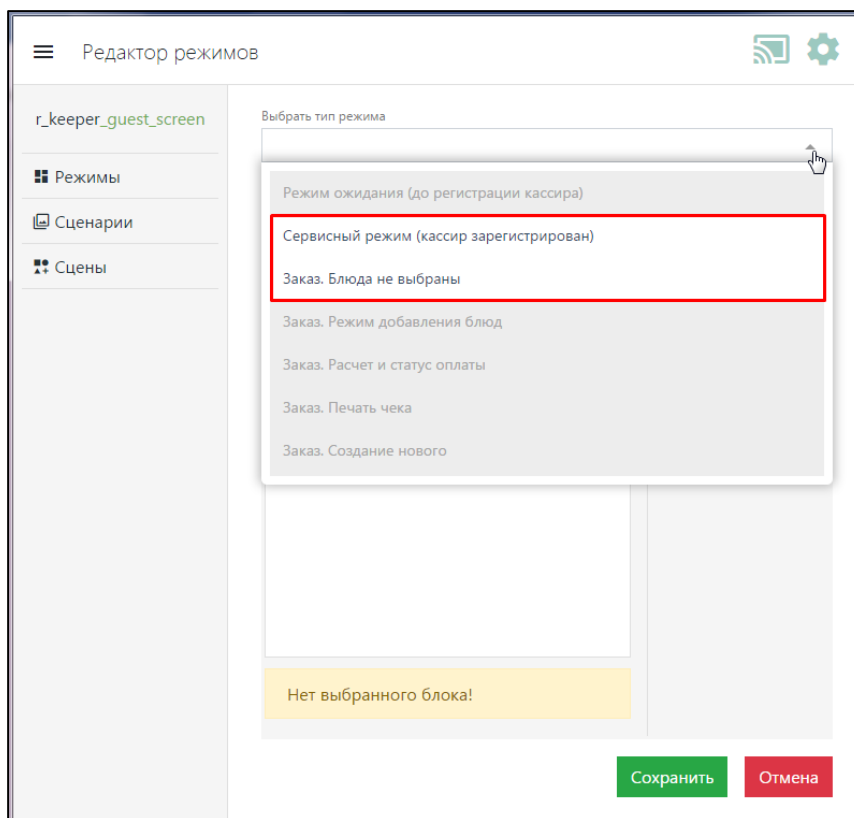 Редактор режимов
r_keeper_guest_screen
Режимы
Сценарии
Сцены
Выбрать тип режима
Режим ожидания (до регистрации кассира)
Сервисный режим (кассир зарегистрирован)
Заказ. Блюда не выбраны
Заказ. Режим добавления блюд
Заказ. Расчет и статус оплаты
Заказ. Печать чека
Заказ. Создание нового
Нет выбранного блока!
Сохранить
Отмена